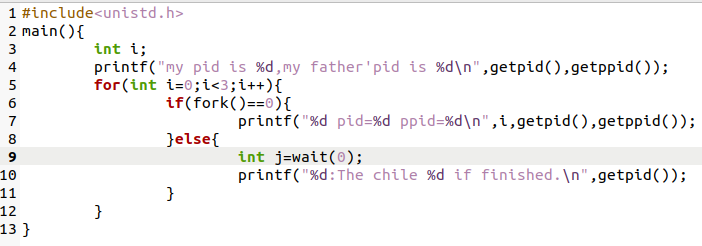 1 #include<unistd.h>
2 main(){
3 int i;
4 printf("my pid is %d,my father'pid is %d\n",getpid(),getppid());
5 for(int i=0;i<3;i++){
6 if(fork()==0){
7 printf("%d pid=%d ppid=%d\n",i,getpid(),getppid());
8 }else{
9 int j=wait(0);
10 printf("%d:The chile %d if finished.\n",getpid());
11 }
12 }
13 }